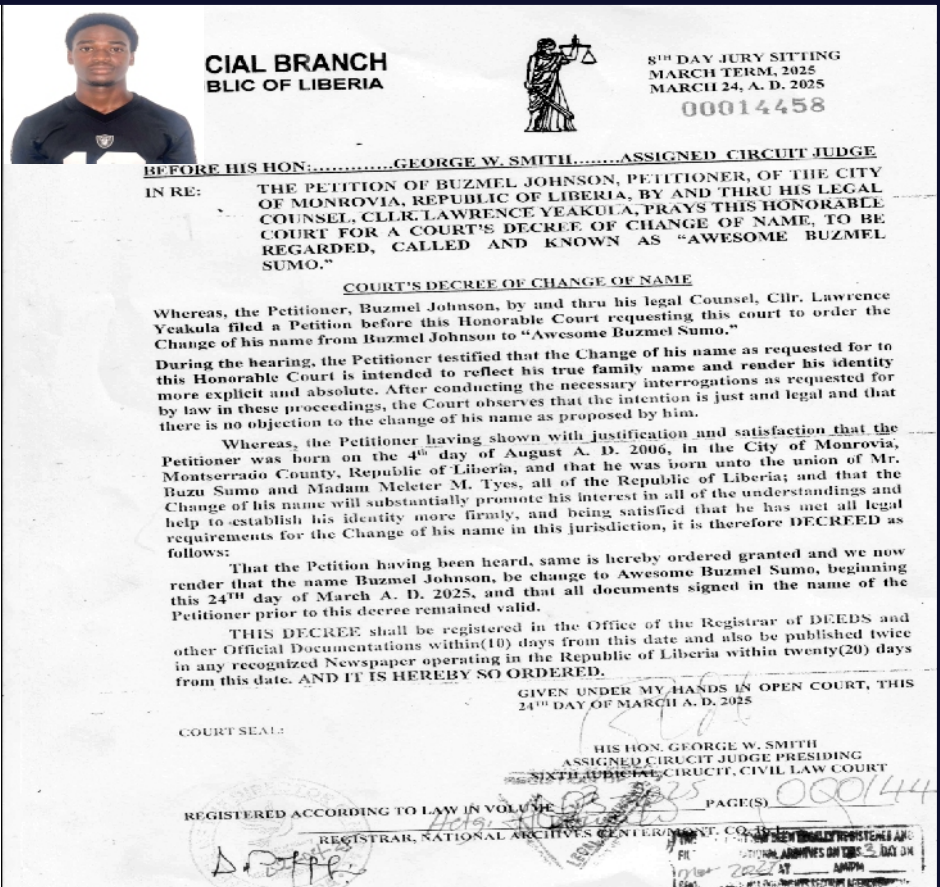 CIAL BRANCH
BLIC OF LIBERIA
8TH DAY JURY SITTING
MARCH TERM, 2025
MARCH 24, A. D. 2025
00014458
BEFORE HIS HON:............GEORGE W. SMITH.......ASSIGNED CIRCUIT JUDGE
IN RE: THE PETITION OF BUZMEL JOHNSON, PETITIONER, OF THE CITY
OF MONROVIA, REPUBLIC OF LIBERIA, BY AND THRU HIS LEGAL
COUNSEL, CLLR. LAWRENCE YEAKULA, PRAYS THIS HONORABLE
COURT FOR A COURT'S DECREE OF CHANGE OF NAME, TO BE
REGARDED, CALLED AND KNOWN AS “AWESOME BUZMEL
SUMO.”
COURT'S DECREE OF CHANGE OF NAME
Whereas, the Petitioner, Buzmel Johnson, by and thru his legal Counsel, Cllr. Lawrence
Yeakula filed a Petition before this Honorable Court requesting this court to order the
Change of his name from Buzmel Johnson to “Awesome Buzmel Sumo.”
During the hearing, the Petitioner testified that the Change of his name as requested for to
this Honorable Court is intended to reflect his true family name and render his identity
more explicit and absolute. After conducting the necessary interrogations as requested for
by law in these proceedings, the Court observes that the intention is just and legal and that
there is no objection to the change of his name as proposed by him.
Whereas, the Petitioner having shown with justification and satisfaction that the
Petitioner was born on the 4th day of August A. D. 2006, in the City of Monrovia,
Montserrado County, Republic of Liberia, and that he was born unto the union of Mr.
Buzu Sumo and Madam Meleter M. Tyes, all of the Republic of Liberia; and that the
Change of his name will substantially promote his interest in all of the understandings and
help to establish his identity more firmly, and being satisfied that he has met all legal
requirements for the Change of his name in this jurisdiction, it is therefore DECREED as
follows:
That the Petition having been heard, same is hereby ordered granted and we now
render that the name Buzmel Johnson, be change to Awesome Buzmel Sumo, beginning
this 24TH day of March A. D. 2025, and that all documents signed in the name of the
Petitioner prior to this decree remained valid.
THIS DECREE shall be registered in the Office of the Registrar of DEEDS and
other Official Documentations within(10) days from this date and also be published twice
in any recognized Newspaper operating in the Republic of Liberia within twenty(20) days
from this date. AND IT IS HEREBY SO ORDERED.
GIVEN UNDER MY HANDS IN OPEN COURT, THIS
24TH DAY OF MARCH A. D. 2025
COURT SEAL:
HIS HON. GEORGE W. SMITH
ASSIGNED CIRUCIT JUDGE PRESIDING
SIXTH JUDICIAL CIRUCIT, CIVIL LAW COURT
REGISTERED ACCORDING TO LAW IN VOLUME 2025 PAGE(S) 000144
REGISTRAR, NATIONAL ARCHIVES CENTER/MONT. CO. R.L.
BEEN LEGALLY REGISTERED AND
ARCHIVES ON THIS 3 DAY ON
AT AM/PM